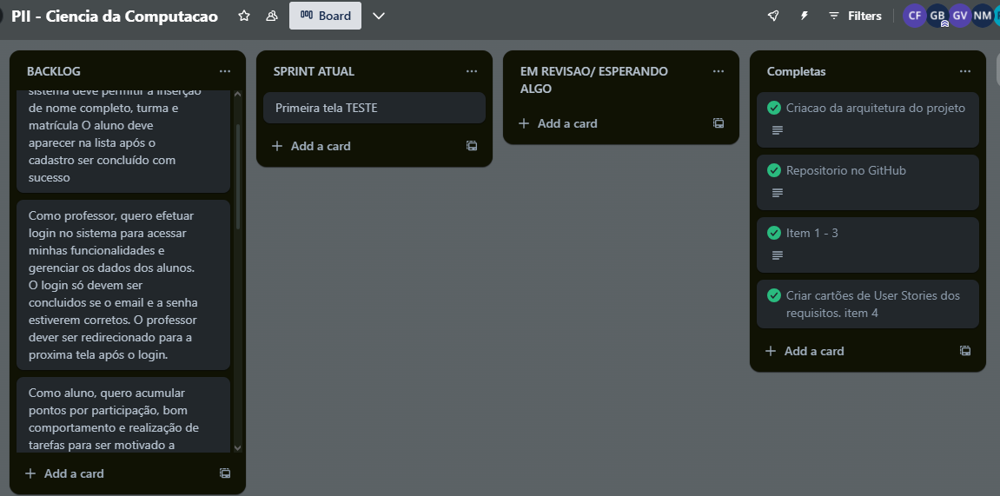 PII - Ciencia da Computacao
Board
Filters
CF
GB
GV
NM
BACKLOG
sistema deve permitir a inserção
de nome completo, turma e
matrícula O aluno deve
aparecer na lista após o
cadastro ser concluído com
sucesso
Como professor, quero efetuar
login no sistema para acessar
minhas funcionalidades e
gerenciar os dados dos alunos.
O login só devem ser
concluidos se o email e a senha
estiverem corretos. O professor
dever ser redirecionado para a
proxima tela após o login.
Como aluno, quero acumular
pontos por participação, bom
comportamento e realização de
tarefas para ser motivado a
Add a card
SPRINT ATUAL
Primeira tela TESTE
Add a card
EM REVISAO/ ESPERANDO
ALGO
Add a card
Completas
Criacao da arquitetura do projeto
Repositorio no GitHub
Item 1 - 3
Criar cartões de User Stories dos
requisitos. item 4
Add a card